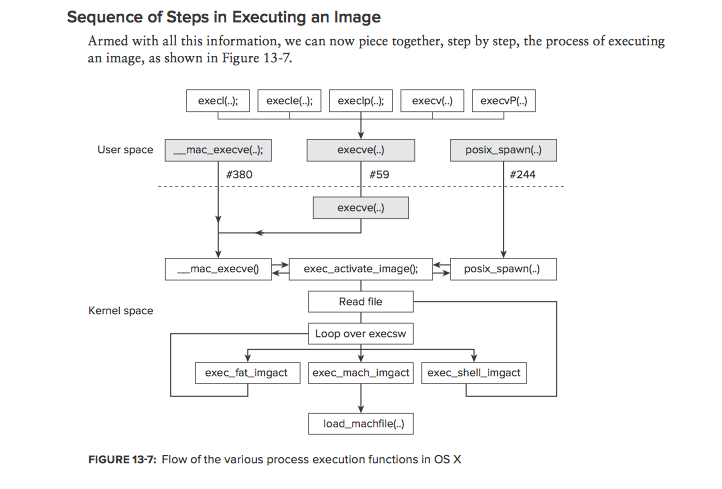 Sequence of Steps in Executing an Image
Armed with all this information, we can now piece together, step by step, the process of executing
an image, as shown in Figure 13-7.
execl(..);
execle(..);
execlp(..);
execv(..)
execvP(..)
User space
__mac_execve(..);
execve(..)
posix_spawn(..)
#380
#59
#244
execve(..)
__mac_execve()
exec_activate_image();
posix_spawn(..)
Kernel space
Read file
Loop over execsw
exec_fat_imgact
exec_mach_imgact
exec_shell_imgact
load_machfile(..)
FIGURE 13-7: Flow of the various process execution functions in OS X